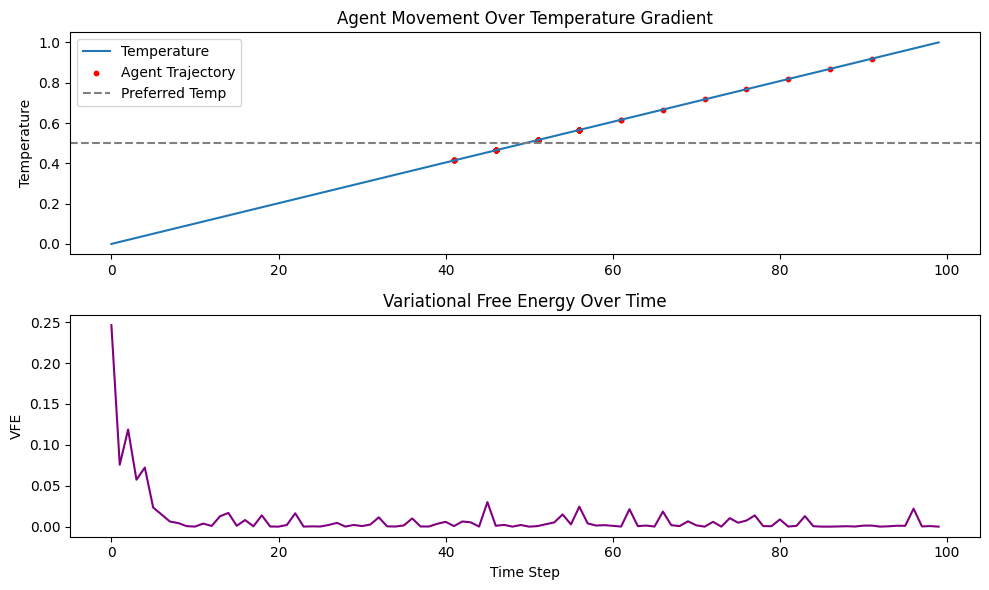 Agent Movement Over Temperature Gradient
Temperature
Agent Trajectory
Preferred Temp
Temperature
1.0
0.8
0.6
0.4
0.2
0.0
0 20 40 60 80 100
Variational Free Energy Over Time
VFE
0.25
0.20
0.15
0.10
0.05
0.00
0 20 40 60 80 100
Time Step